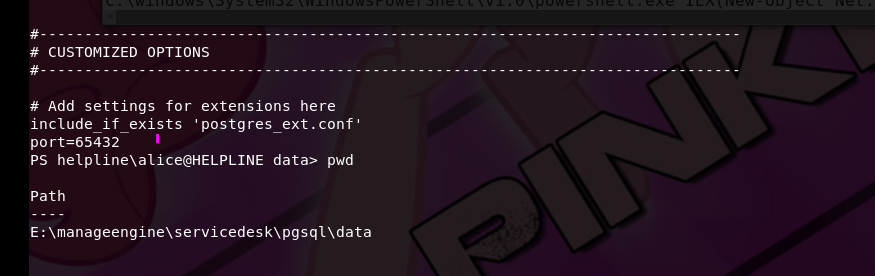 c:\windows\System32\WindowsPowerShell\v1.0\powershell.exe IEX(New-Object Net.
#------------------------------------------------------------------------------
# CUSTOMIZED OPTIONS
#------------------------------------------------------------------------------
# Add settings for extensions here
include_if_exists 'postgres_ext.conf'
port=65432
PS helpline\alice@HELPLINE data> pwd
Path
----
E:\manageengine\servicedesk\pgsql\data